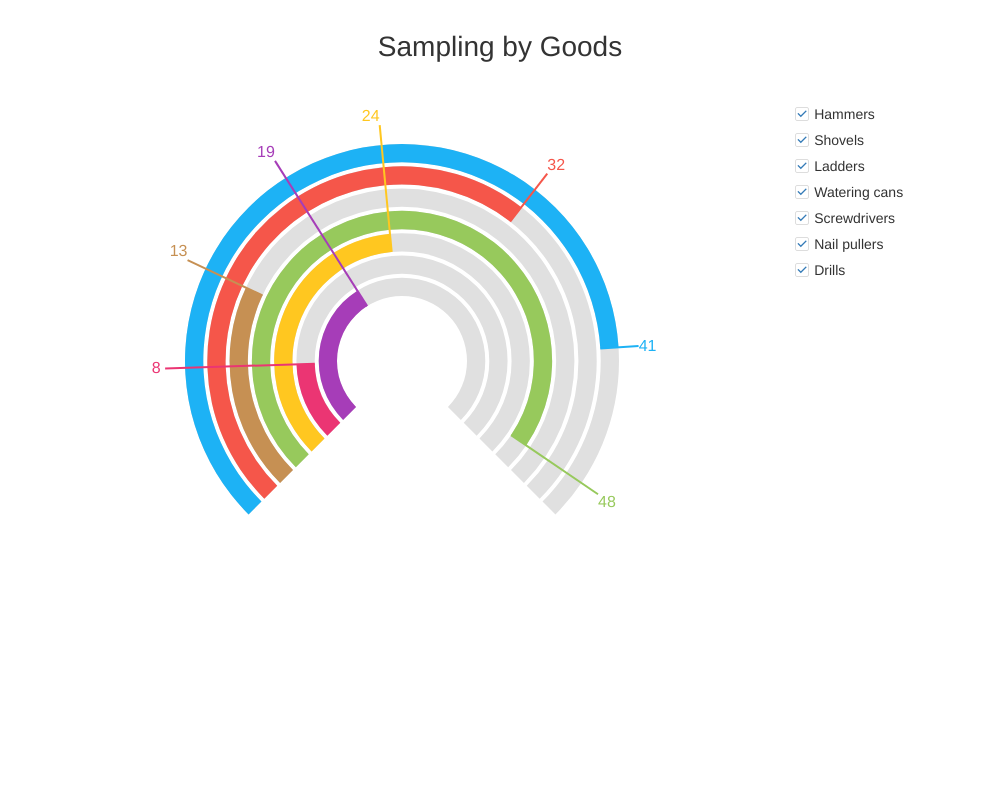 Sampling by Goods
24
19
32
13
8
41
48
Hammers
Shovels
Ladders
Watering cans
Screwdrivers
Nail pullers
Drills